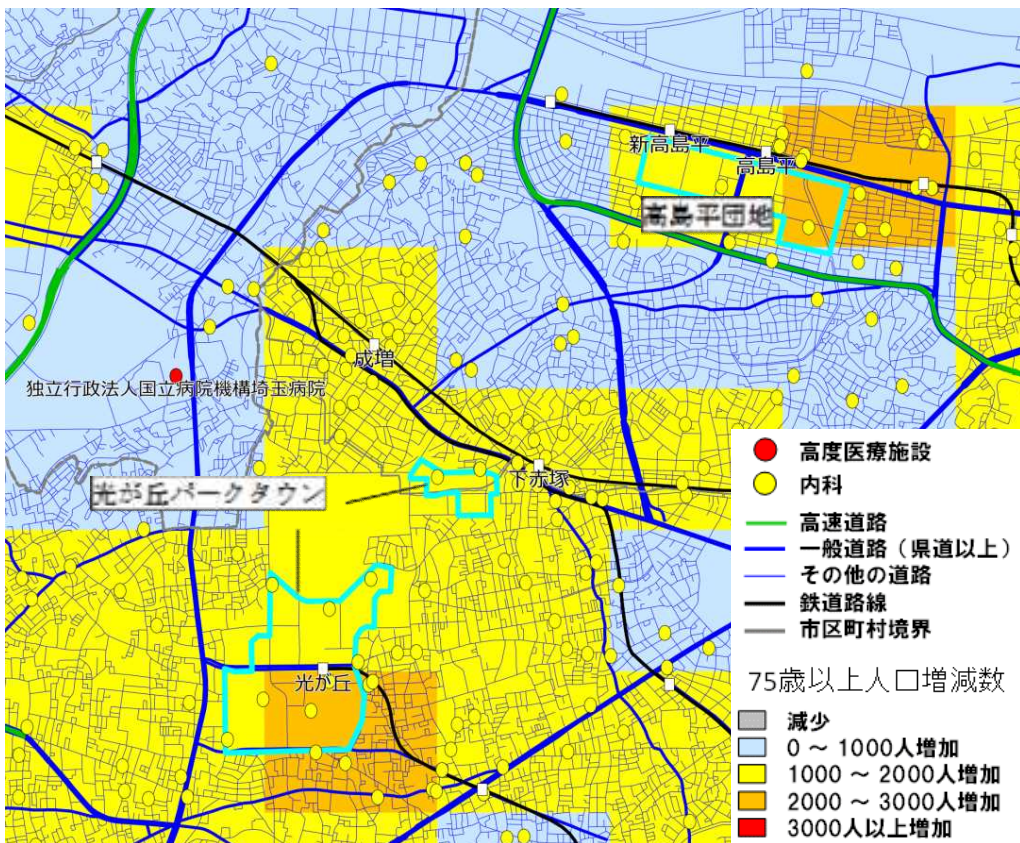 新高島平
高島平
高島平団地
成増
独立行政法人国立病院機構埼玉病院
下赤塚
光が丘パークタウン
光が丘
高度医療施設
内科
高速道路
一般道路（県道以上）
その他の道路
鉄道路線
市区町村境界
75歳以上人口増減数
減少
0 ～ 1000人増加
1000 ～ 2000人増加
2000 ～ 3000人増加
3000人以上増加